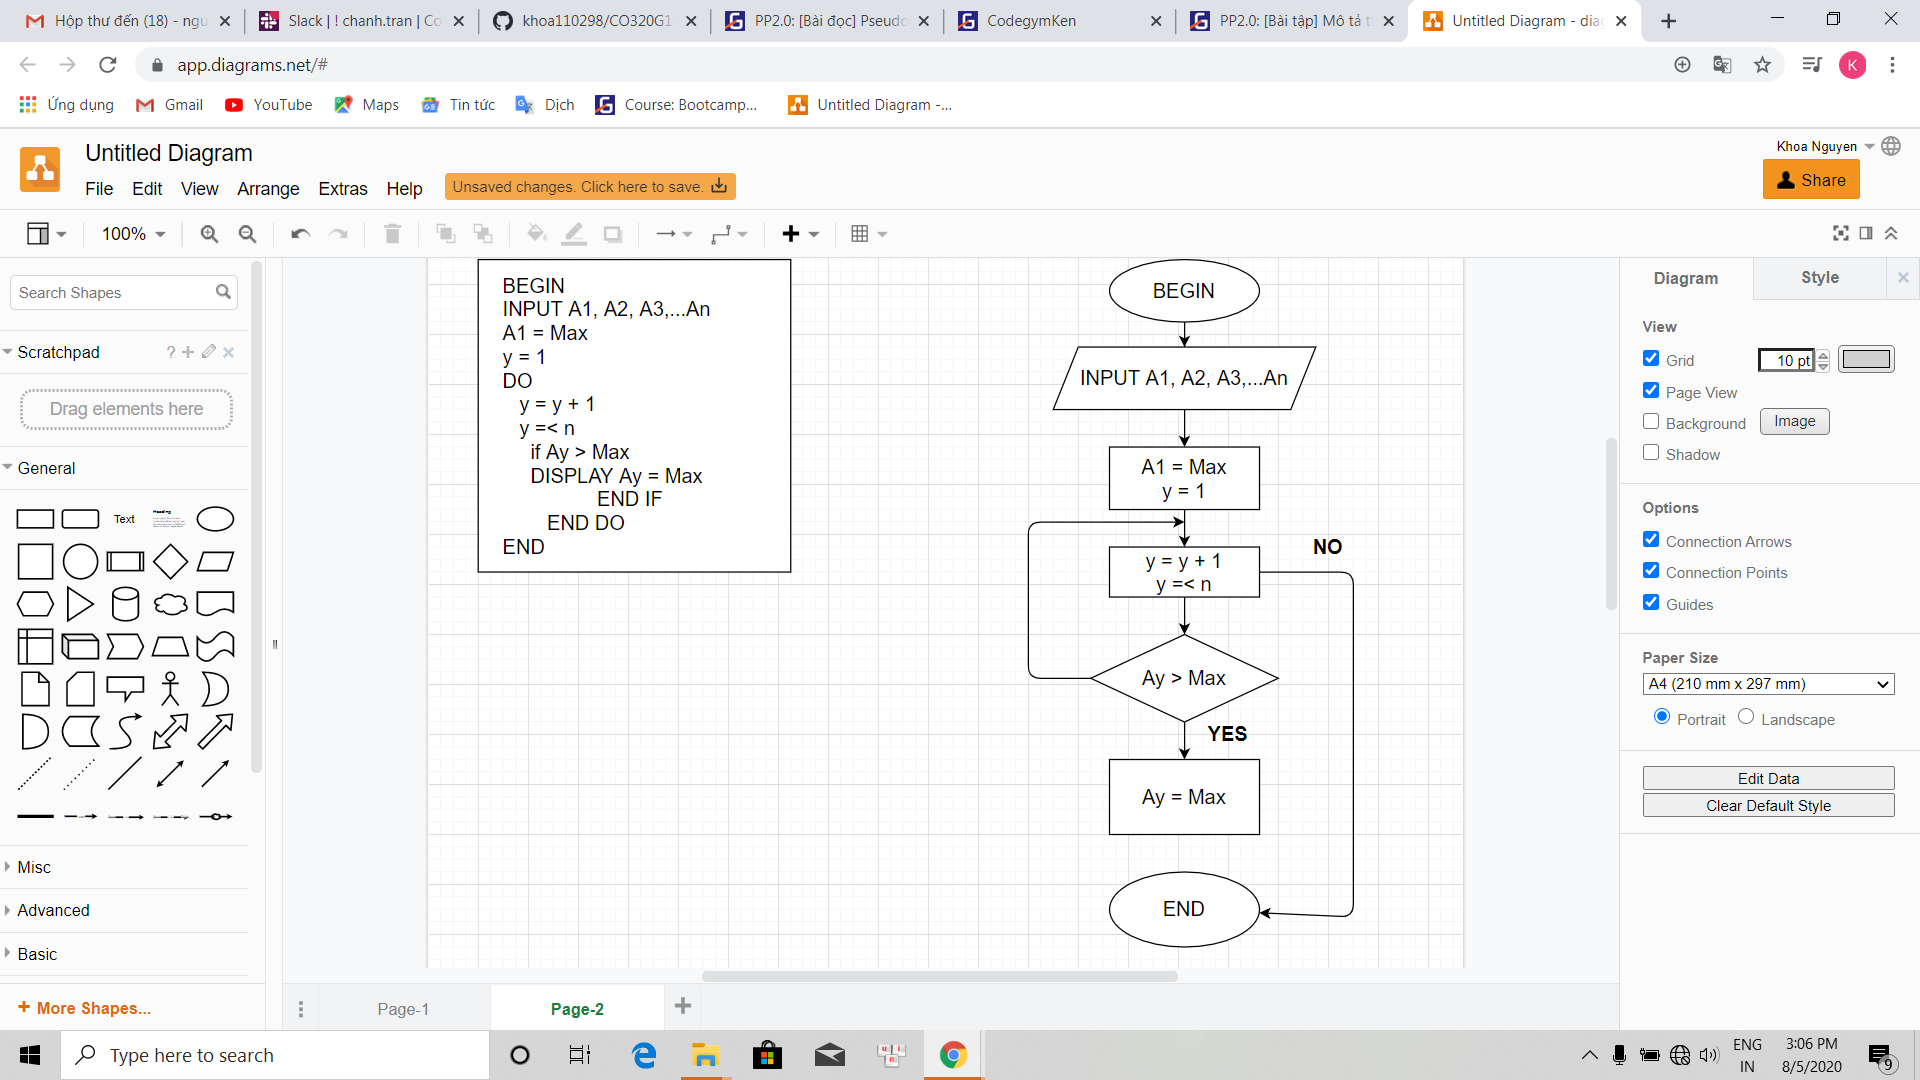 Hộp thư đến (18) - ngu
Slack | ! chanh.tran | Co
khoa110298/CO320G1
PP2.0: [Bài đọc] Pseudo
CodegymKen
PP2.0: [Bài tập] Mô tả t
Untitled Diagram - diag
app.diagrams.net/#
K
Ứng dụng
Gmail
YouTube
Maps
Tin tức
Dịch
Course: Bootcamp...
Untitled Diagram -...
Untitled Diagram
Khoa Nguyen
File Edit View Arrange Extras Help
Unsaved changes. Click here to save.
Share
100%
Search Shapes
Scratchpad
?
Drag elements here
General
Text
Heading
Misc
Advanced
Basic
+ More Shapes...
BEGIN
INPUT A1, A2, A3,...An
A1 = Max
y = 1
DO
y = y + 1
y =< n
if Ay > Max
DISPLAY Ay = Max
END IF
END DO
END
BEGIN
INPUT A1, A2, A3,...An
A1 = Max
y = 1
y = y + 1
y =< n
NO
Ay > Max
YES
Ay = Max
END
Page-1
Page-2
Diagram
Style
View
Grid
10 pt
Page View
Background
Image
Shadow
Options
Connection Arrows
Connection Points
Guides
Paper Size
A4 (210 mm x 297 mm)
Portrait
Landscape
Edit Data
Clear Default Style
Type here to search
ENG
IN
3:06 PM
8/5/2020
9